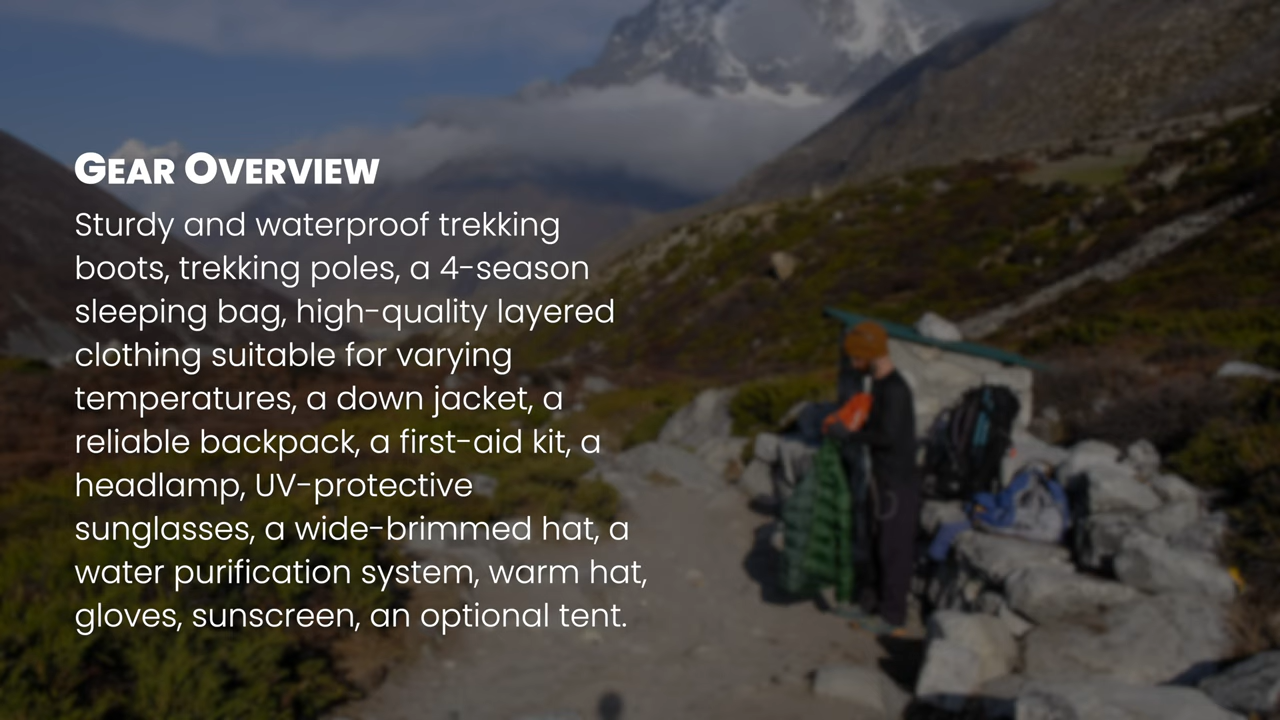 GEAR OVERVIEW
Sturdy and waterproof trekking
boots, trekking poles, a 4-season
sleeping bag, high-quality layered
clothing suitable for varying
temperatures, a down jacket, a
reliable backpack, a first-aid kit, a
headlamp, UV-protective
sunglasses, a wide-brimmed hat, a
water purification system, warm hat,
gloves, sunscreen, an optional tent.